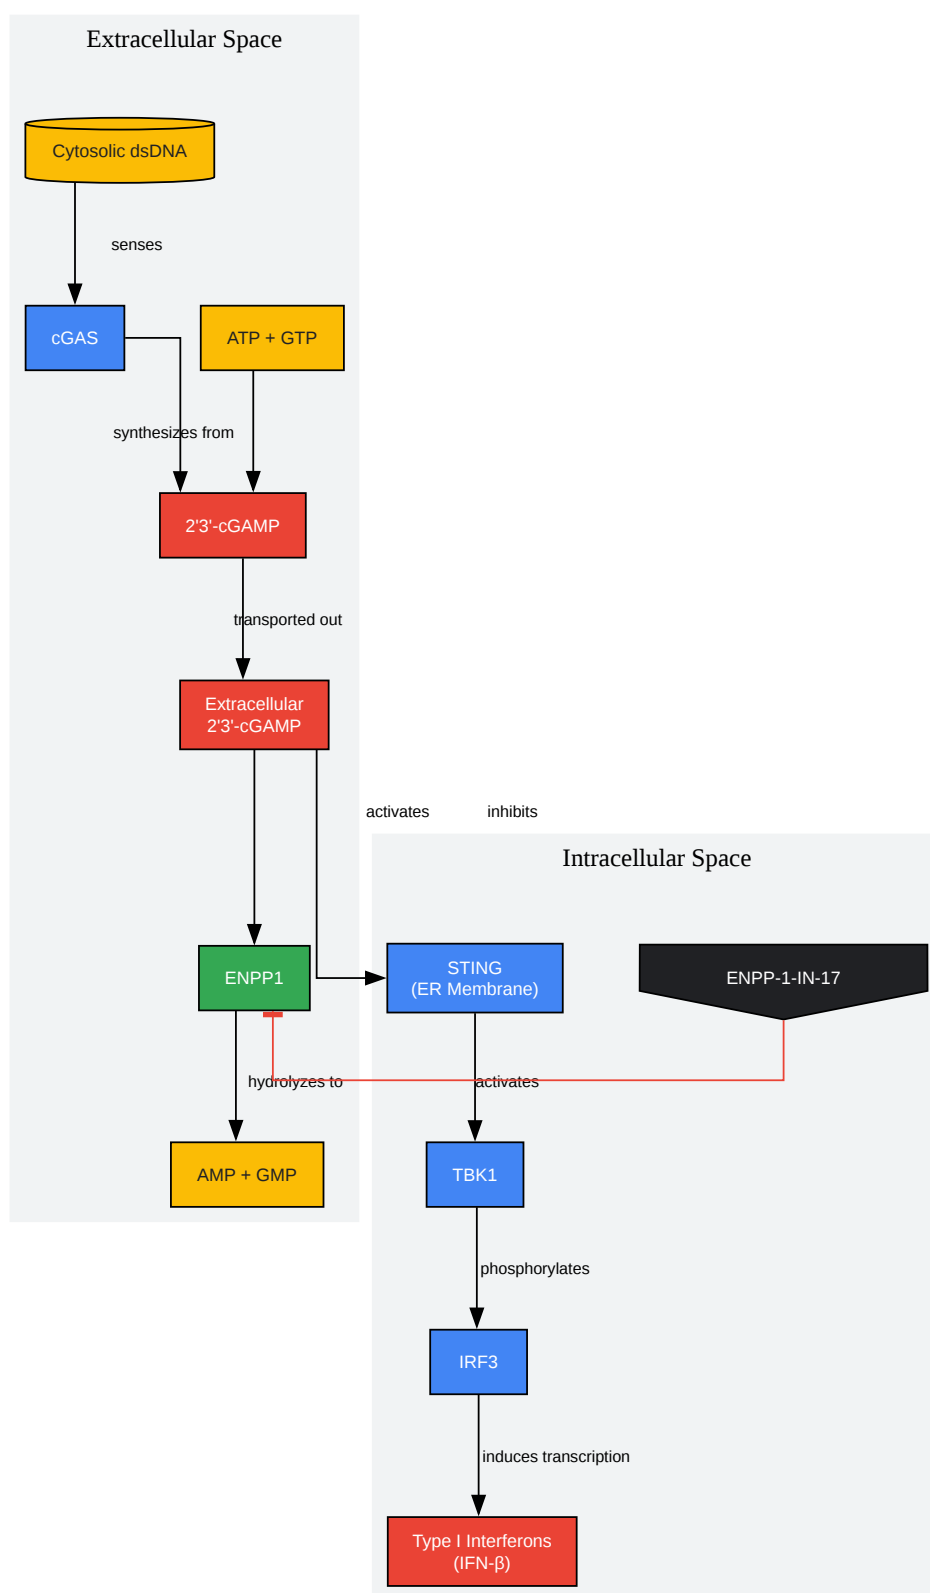 Extracellular Space
Cytosolic dsDNA
senses
cGAS
ATP + GTP
synthesizes from
2'3'-cGAMP
transported out
Extracellular
2'3'-cGAMP
activates
inhibits
Intracellular Space
ENPP1
STING
(ER Membrane)
ENPP-1-IN-17
hydrolyzes to
activates
AMP + GMP
TBK1
phosphorylates
IRF3
induces transcription
Type I Interferons
(IFN-β)